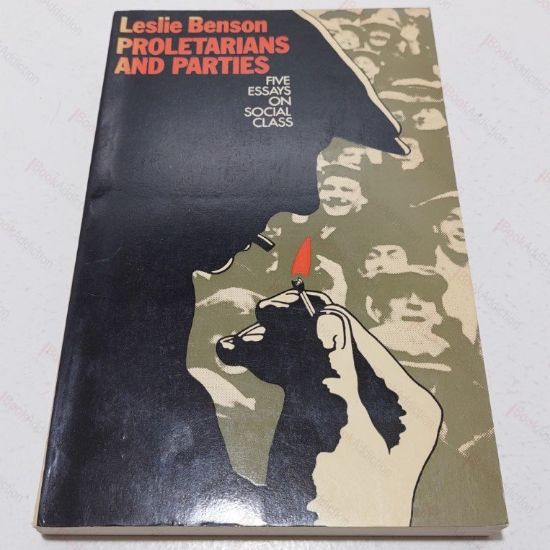 Leslie Benson
PROLETARIANS
AND PARTIES
FIVE
ESSAYS
ON
SOCIAL
CLASS